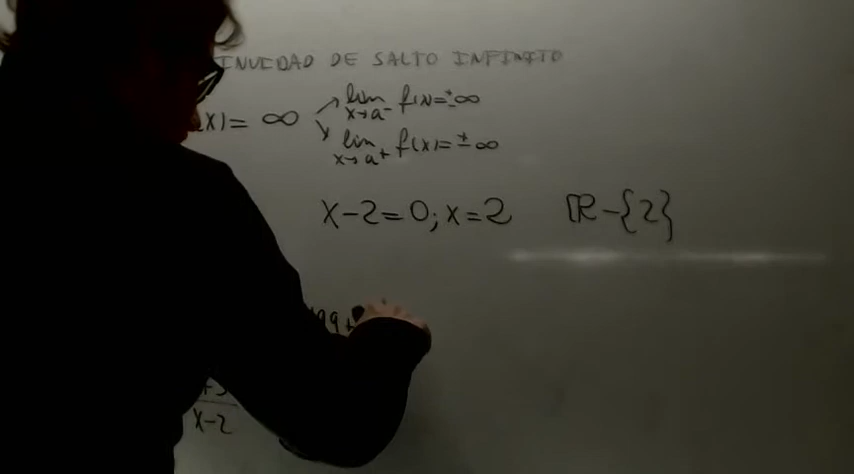 INUIDAD DE SALTO INFINITO
(x)= ∞
lim x→a⁻ f(x)=±∞
lim x→a⁺ f(x)=±∞
x-2=0; x=2 ℝ-{2}
x-2